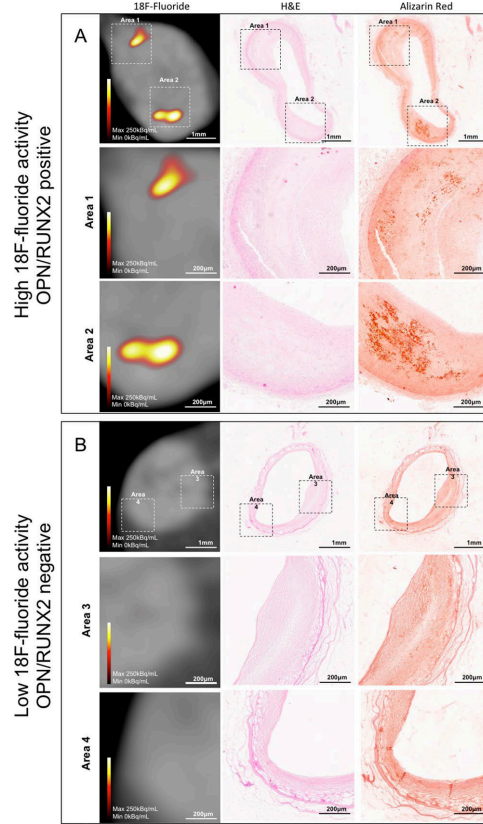 18F-Fluoride H&E Alizarin Red
High 18F-fluoride activity
OPN/RUNX2 positive
A
Area 1
Area 2
Max 250kBq/mL
Min 0kBq/mL
1mm
Area 1
Area 2
1mm
Area 1
Area 2
1mm
Area 1
Max 250kBq/mL
Min 0kBq/mL
200µm
200µm
200µm
Area 2
Max 250kBq/mL
Min 0kBq/mL
200µm
200µm
200µm
Low 18F-fluoride activity
OPN/RUNX2 negative
B
Area
3
Area
4
Max 250kBq/mL
Min 0kBq/mL
1mm
Area
3
Area
4
1mm
Area
3
Area
4
1mm
Area 3
Max 250kBq/mL
Min 0kBq/mL
200µm
200µm
200µm
Area 4
Max 250kBq/mL
Min 0kBq/mL
200µm
200µm
200µm